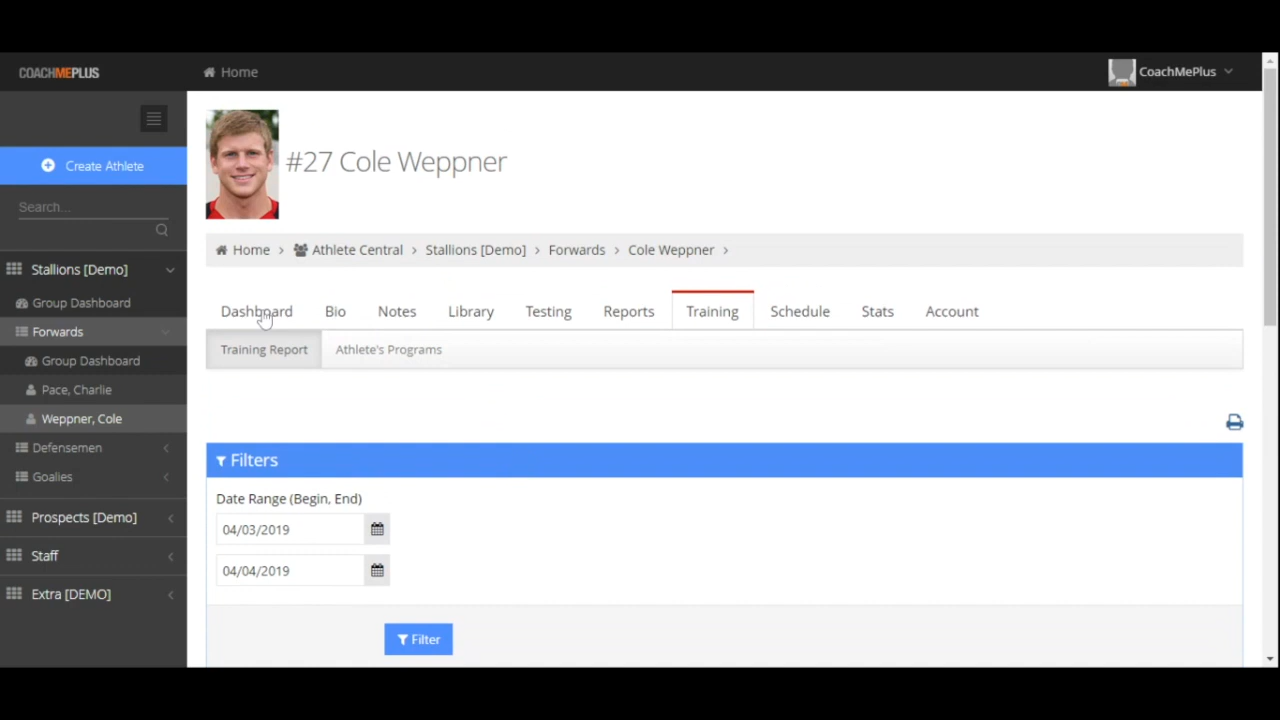 COACHMEPLUS
Home
CoachMePlus
Create Athlete
Search...
Stallions [Demo]
Group Dashboard
Forwards
Group Dashboard
Pace, Charlie
Weppner, Cole
Defensemen
Goalies
Prospects [Demo]
Staff
Extra [DEMO]
#27 Cole Weppner
Home > Athlete Central > Stallions [Demo] > Forwards > Cole Weppner >
Dashboard Bio Notes Library Testing Reports Training Schedule Stats Account
Training Report Athlete's Programs
Filters
Date Range (Begin, End)
04/03/2019
04/04/2019
Filter